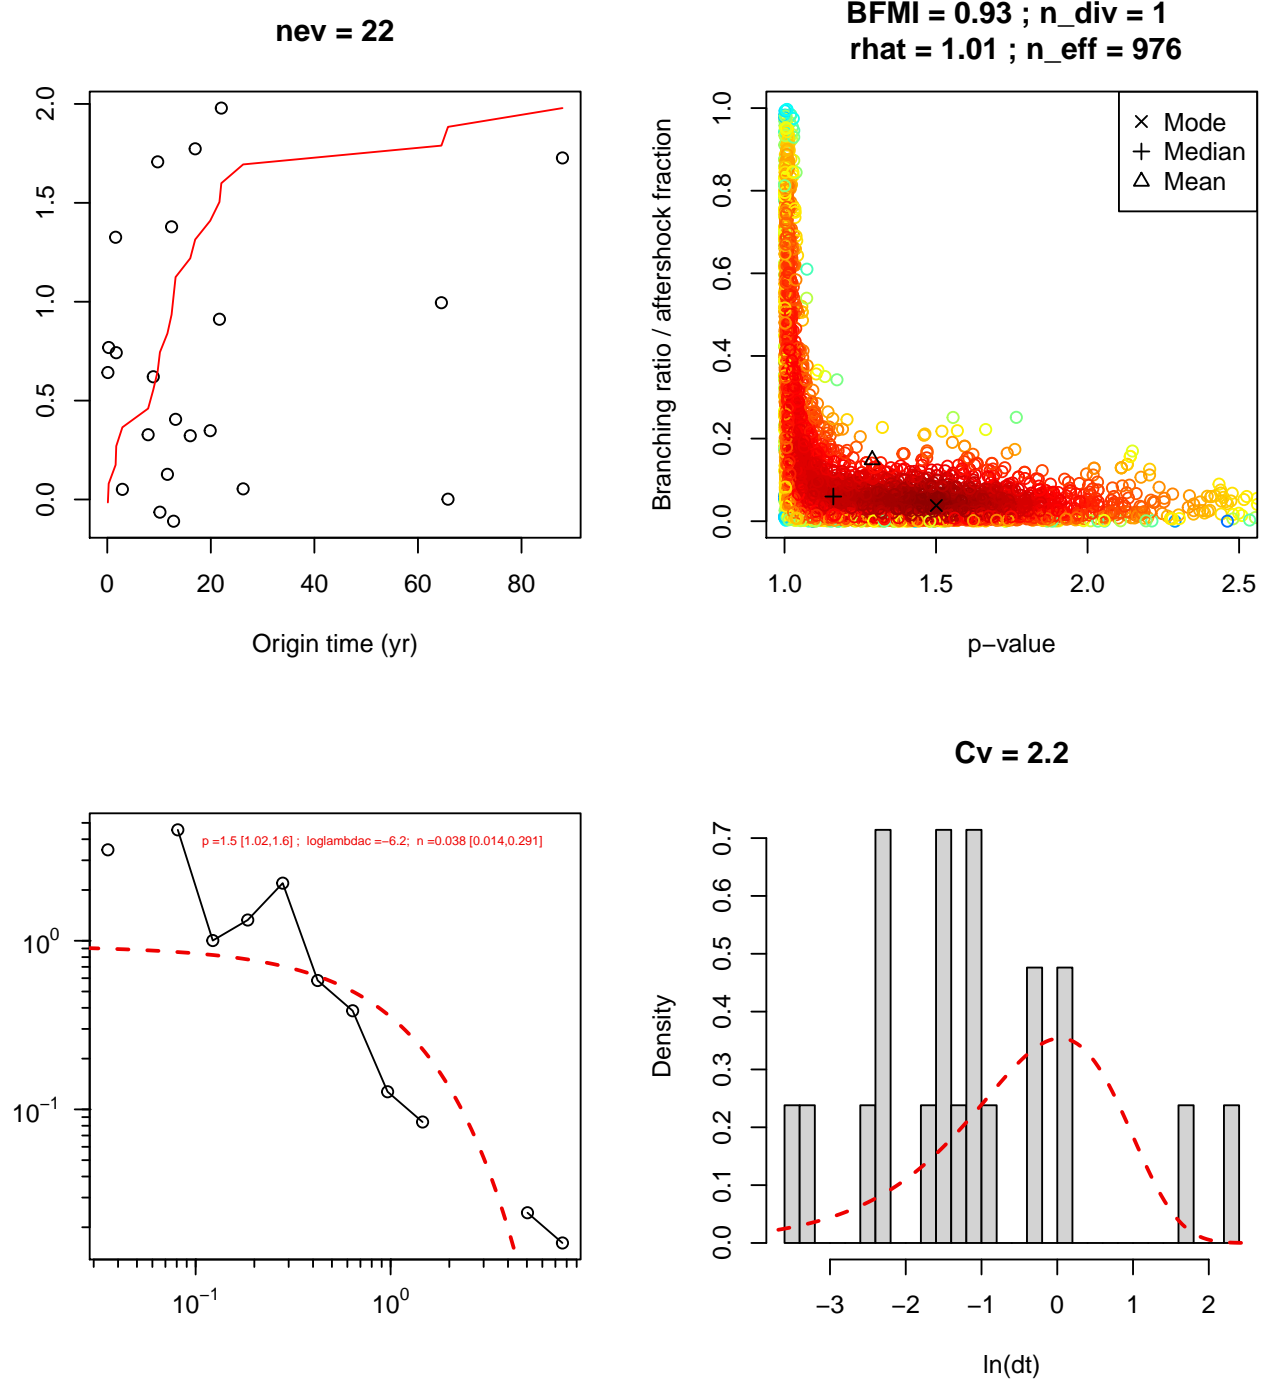 nev = 22
2.0
1.5
1.0
0.5
0.0
0 20 40 60 80
Origin time (yr)
BFMI = 0.93 ; n_div = 1
rhat = 1.01 ; n_eff = 976
Branching ratio / aftershock fraction
1.0
0.8
0.6
0.4
0.2
0.0
Mode
Median
Mean
1.0 1.5 2.0 2.5
p−value
p =1.5 [1.02,1.6] ; loglambdac =−6.2; n =0.038 [0.014,0.291]
10⁰
10⁻¹
10⁻¹ 10⁰
Cv = 2.2
Density
0.7
0.6
0.5
0.4
0.3
0.2
0.1
0.0
−3 −2 −1 0 1 2
ln(dt)